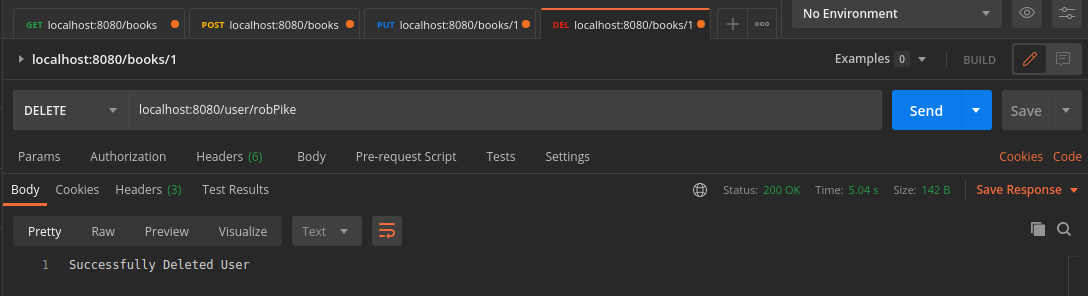 GET localhost:8080/books POST localhost:8080/books PUT localhost:8080/books/1 DEL localhost:8080/books/1 No Environment
localhost:8080/books/1 Examples 0 BUILD
DELETE localhost:8080/user/robPike Send Save
Params Authorization Headers (6) Body Pre-request Script Tests Settings Cookies Code
Body Cookies Headers (3) Test Results Status: 200 OK Time: 5.04 s Size: 142 B Save Response
Pretty Raw Preview Visualize Text
1 Successfully Deleted User